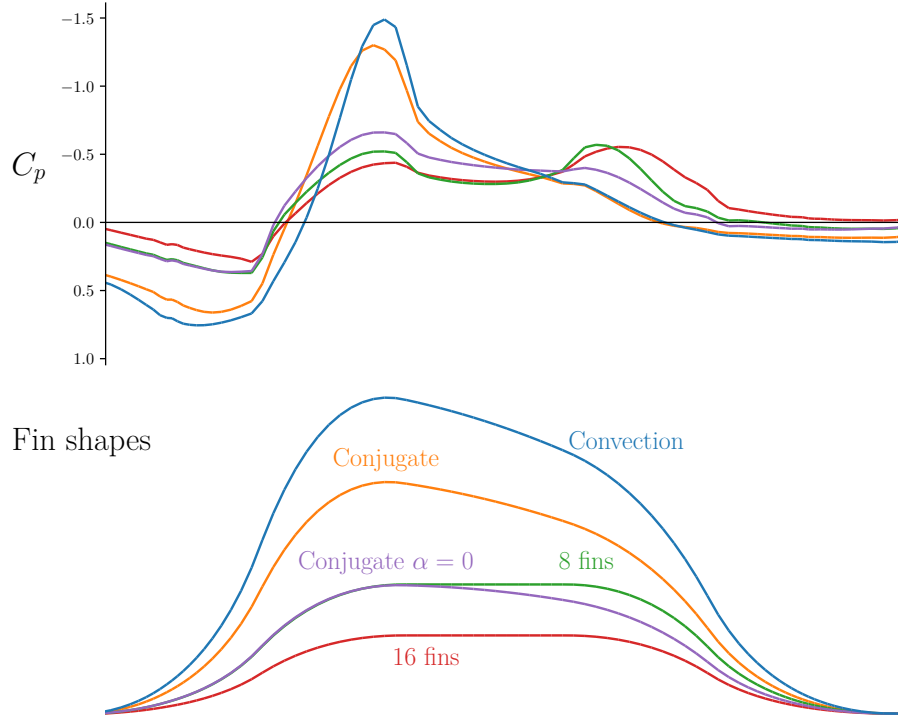 −1.5
−1.0
−0.5
C_p
0.0
0.5
1.0
Fin shapes
Convection
Conjugate
Conjugate α = 0
8 fins
16 fins